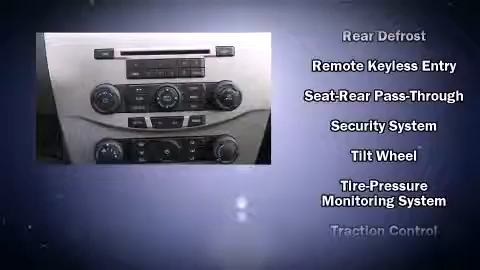 Rear Defrost
Remote Keyless Entry
Seat-Rear Pass-Through
Security System
Tilt Wheel
Tire-Pressure
Monitoring System
Traction Control